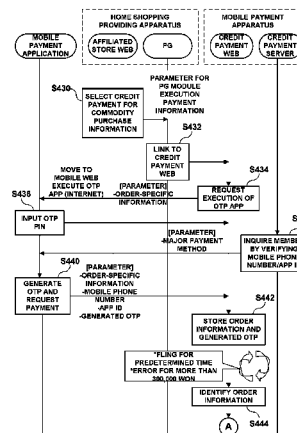 HOME SHOPPING
PROVIDING APPARATUS
MOBILE PAYMENT
APPARATUS
MOBILE
PAYMENT
APPLICATION
AFFILIATED
STORE WEB
PG
CREDIT
PAYMENT
WEB
CREDIT
PAYMENT
SERVER
S430
SELECT CREDIT
PAYMENT FOR
COMMODITY
PURCHASE
INFORMATION
PARAMETER FOR
PG MODULE
EXECUTION
PAYMENT
INFORMATION
S432
LINK TO
CREDIT
PAYMENT
WEB
MOVE TO
MOBILE WEB
EXECUTE OTP
APP (INTERNET)
S434
REQUEST
EXECUTION OF
OTP APP
[PARAMETER]
-ORDER-SPECIFIC
INFORMATION
S436
INPUT OTP
PIN
[PARAMETER]
-MAJOR PAYMENT
METHOD
INQUIRE MEMBE
BY VERIFYING
MOBILE PHON
NUMBER/APP I
S440
GENERATE
OTP AND
REQUEST
PAYMENT
[PARAMETER]
-ORDER-SPECIFIC
INFORMATION
-MOBILE PHONE
NUMBER
-APP ID
-GENERATED OTP
S442
STORE ORDER
INFORMATION AND
GENERATED OTP
*FLING FOR
PREDETERMINED TIME
*ERROR FOR MORE THAN
300,000 WON
IDENTIFY ORDER
INFORMATION
S444
A